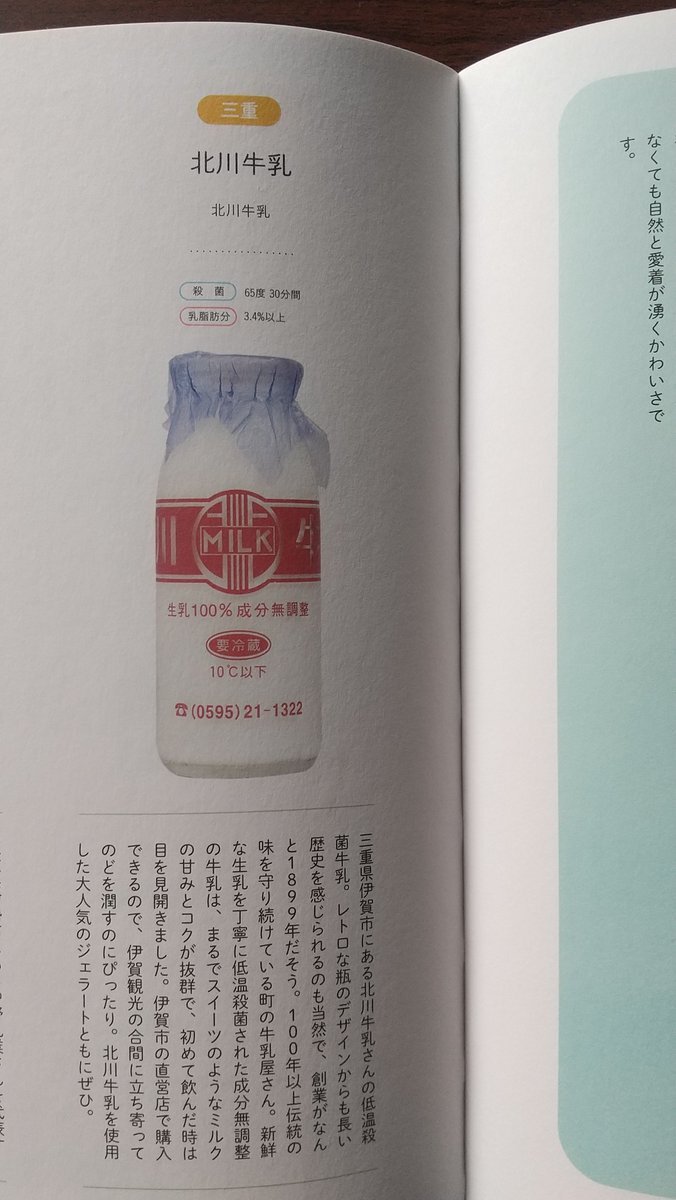 三重
北川牛乳
北川牛乳
殺菌 65度 30分間
乳脂肪分 3.4%以上
川 MILK 牛
生乳100%成分無調整
要冷蔵
10℃以下
☎(0595)21-1322
三重県伊賀市にある北川牛乳さんの低温殺
菌牛乳。レトロな瓶のデザインからも長い
歴史を感じられるのも当然で、創業がなん
と1899年だそう。100年以上伝統の
味を守り続けている町の牛乳屋さん。新鮮
な生乳を丁寧に低温殺菌された成分無調整
の牛乳は、まるでスイーツのようなミルク
の甘みとコクが抜群で、初めて飲んだ時は
目を見開きました。伊賀市の直営店で購入
できるので、伊賀観光の合間に立ち寄って
のどを潤すのにぴったり。北川牛乳を使用
した大人気のジェラートともにぜひ。
なくても自然と愛着が湧くかわいさで
す。